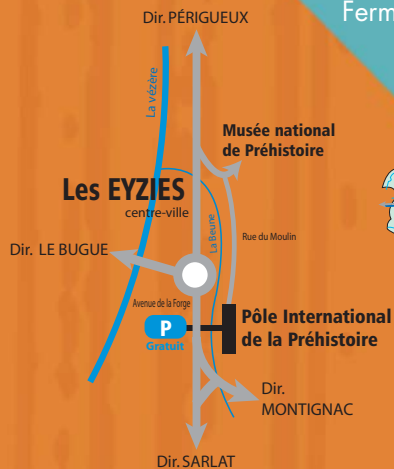 Dir. PÉRIGUEUX
Ferm
La vézère
Musée national
de Préhistoire
Les EYZIES
centre-ville
La Beune
Rue du Moulin
Dir. LE BUGUE
Avenue de la Forge
P
Gratuit
Pôle International
de la Préhistoire
Dir.
MONTIGNAC
Dir. SARLAT